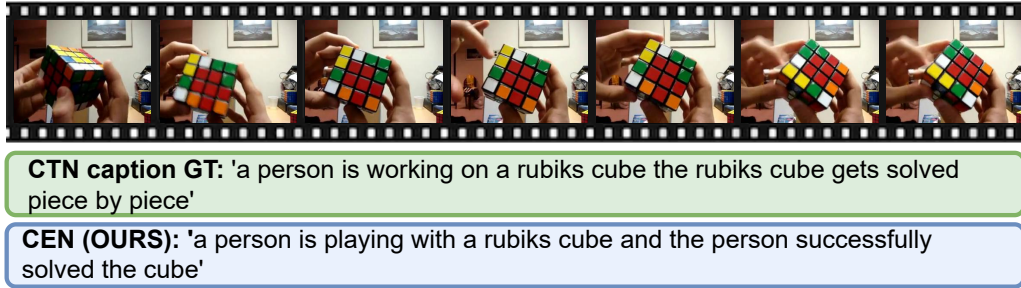 CTN caption GT: 'a person is working on a rubiks cube the rubiks cube gets solved
piece by piece'
CEN (OURS): 'a person is playing with a rubiks cube and the person successfully
solved the cube'